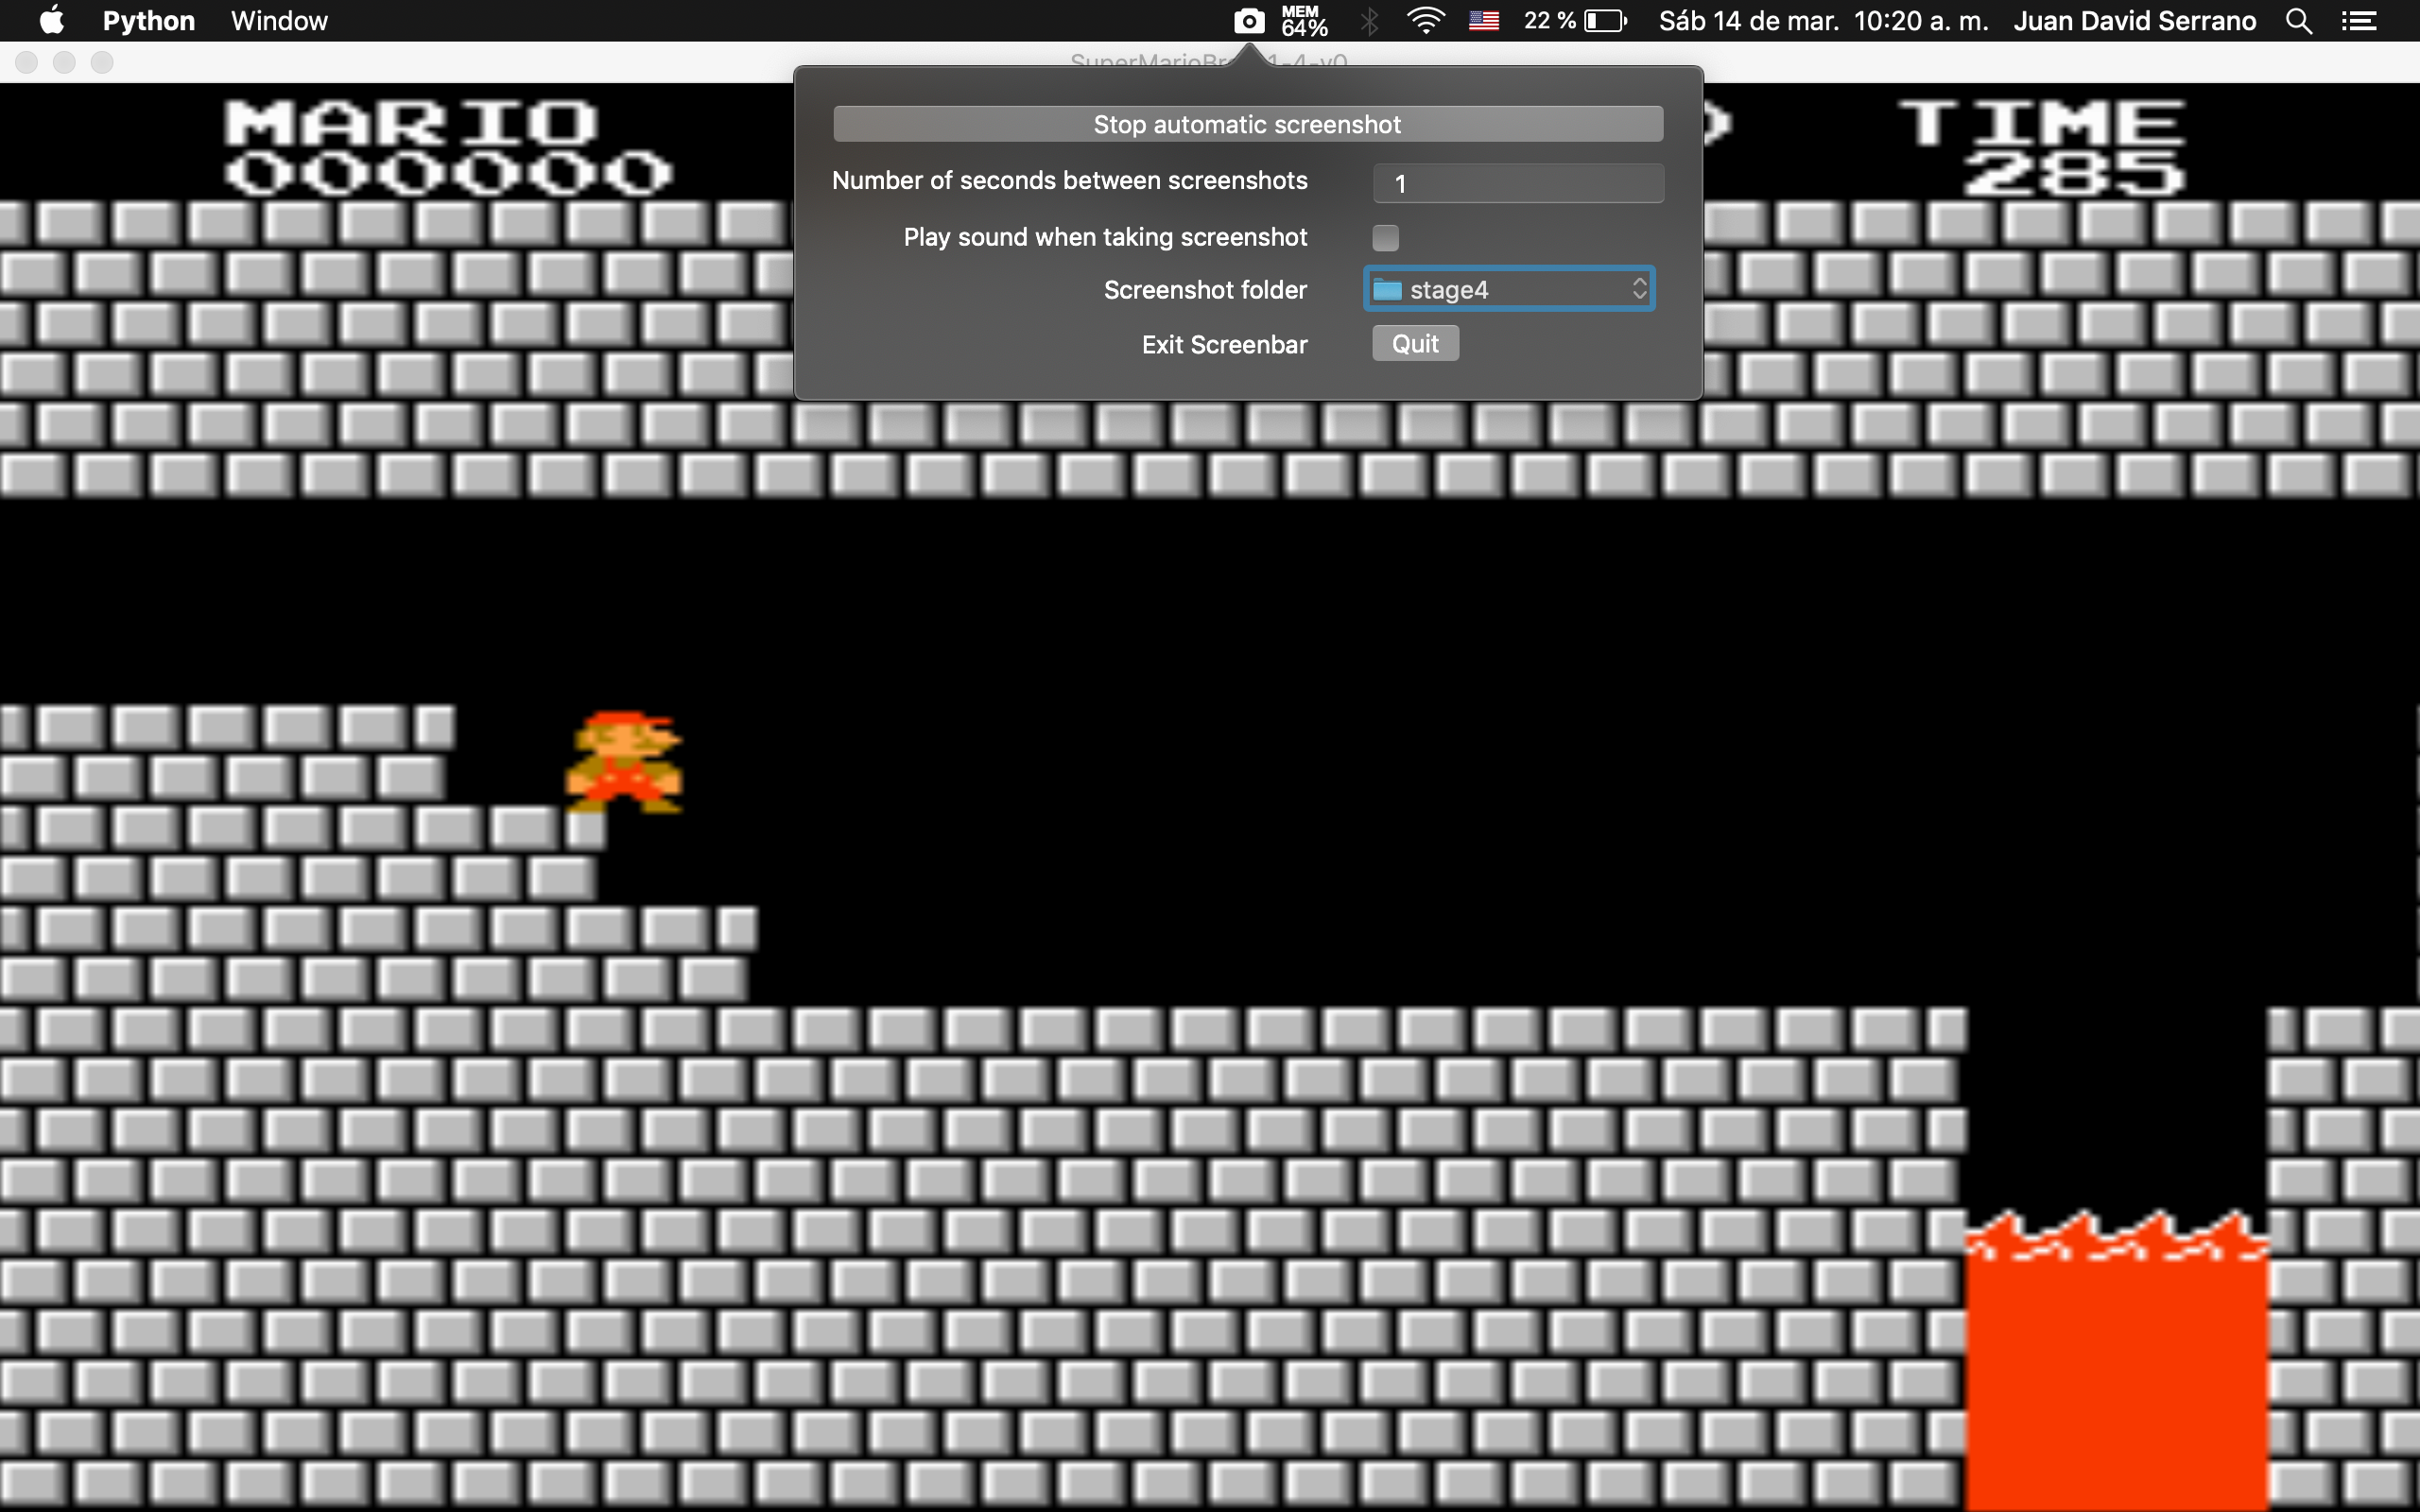 Python Window MEM 64% 22 % Sáb 14 de mar. 10:20 a. m. Juan David Serrano
MARIO TIME
000000 285
Stop automatic screenshot
Number of seconds between screenshots 1
Play sound when taking screenshot
Screenshot folder stage4
Exit Screenbar Quit